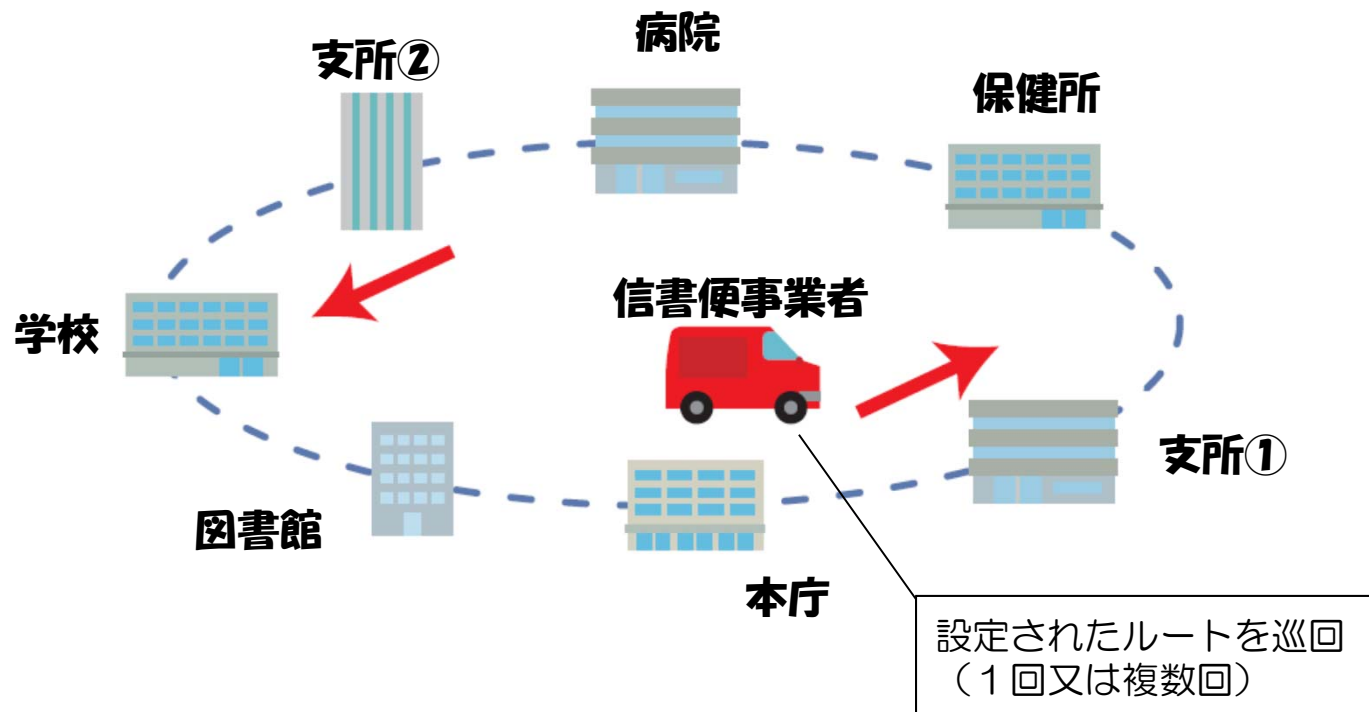 病院
支所②
保健所
信書便事業者
学校
支所①
図書館
本庁
設定されたルートを巡回
（１回又は複数回）